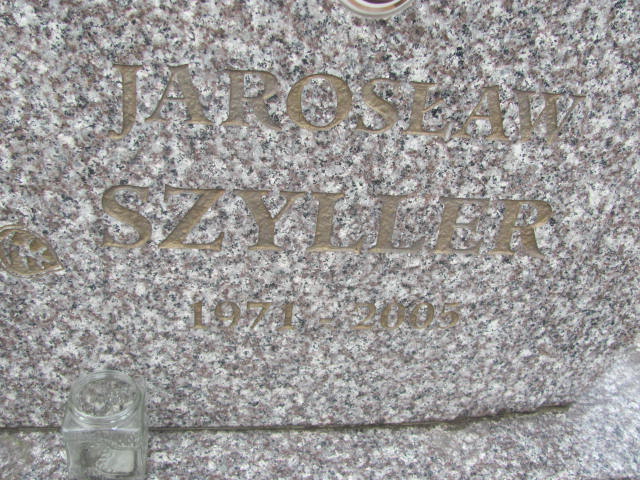 JAROSŁAW
SZYLLER
1971 - 2005